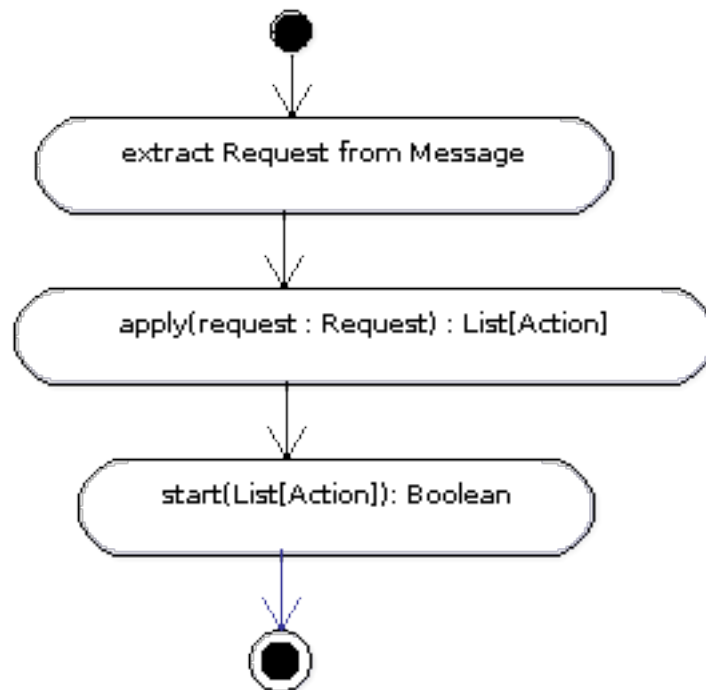 extract Request from Message
apply(request : Request) : List[Action]
start(List[Action]): Boolean